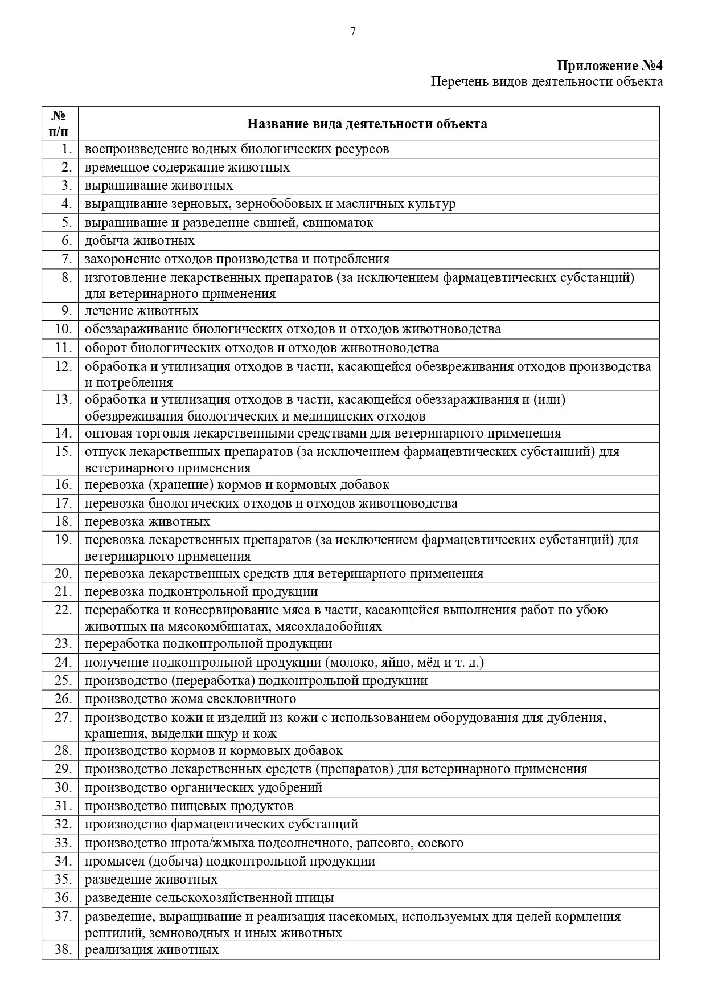 7
Приложение №4
Перечень видов деятельности объекта
№
п/п
Название вида деятельности объекта
1. воспроизведение водных биологических ресурсов
2. временное содержание животных
3. выращивание животных
4. выращивание зерновых, зернобобовых и масличных культур
5. выращивание и разведение свиней, свиноматок
6. добыча животных
7. захоронение отходов производства и потребления
8. изготовление лекарственных препаратов (за исключением фармацевтических субстанций)
для ветеринарного применения
9. лечение животных
10. обеззараживание биологических отходов и отходов животноводства
11. оборот биологических отходов и отходов животноводства
12. обработка и утилизация отходов в части, касающейся обезвреживания отходов производства
и потребления
13. обработка и утилизация отходов в части, касающейся обеззараживания и (или)
обезвреживания биологических и медицинских отходов
14. оптовая торговля лекарственными средствами для ветеринарного применения
15. отпуск лекарственных препаратов (за исключением фармацевтических субстанций) для
ветеринарного применения
16. перевозка (хранение) кормов и кормовых добавок
17. перевозка биологических отходов и отходов животноводства
18. перевозка животных
19. перевозка лекарственных препаратов (за исключением фармацевтических субстанций) для
ветеринарного применения
20. перевозка лекарственных средств для ветеринарного применения
21. перевозка подконтрольной продукции
22. переработка и консервирование мяса в части, касающейся выполнения работ по убою
животных на мясокомбинатах, мясохладобойнях
23. переработка подконтрольной продукции
24. получение подконтрольной продукции (молоко, яйцо, мёд и т. д.)
25. производство (переработка) подконтрольной продукции
26. производство жома свекловичного
27. производство кожи и изделий из кожи с использованием оборудования для дубления,
крашения, выделки шкур и кож
28. производство кормов и кормовых добавок
29. производство лекарственных средств (препаратов) для ветеринарного применения
30. производство органических удобрений
31. производство пищевых продуктов
32. производство фармацевтических субстанций
33. производство шрота/жмыха подсолнечного, рапсовго, соевого
34. промысел (добыча) подконтрольной продукции
35. разведение животных
36. разведение сельскохозяйственной птицы
37. разведение, выращивание и реализация насекомых, используемых для целей кормления
рептилий, земноводных и иных животных
38. реализация животных